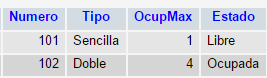 Numero Tipo OcupMax Estado
101 Sencilla 1 Libre
102 Doble 4 Ocupada